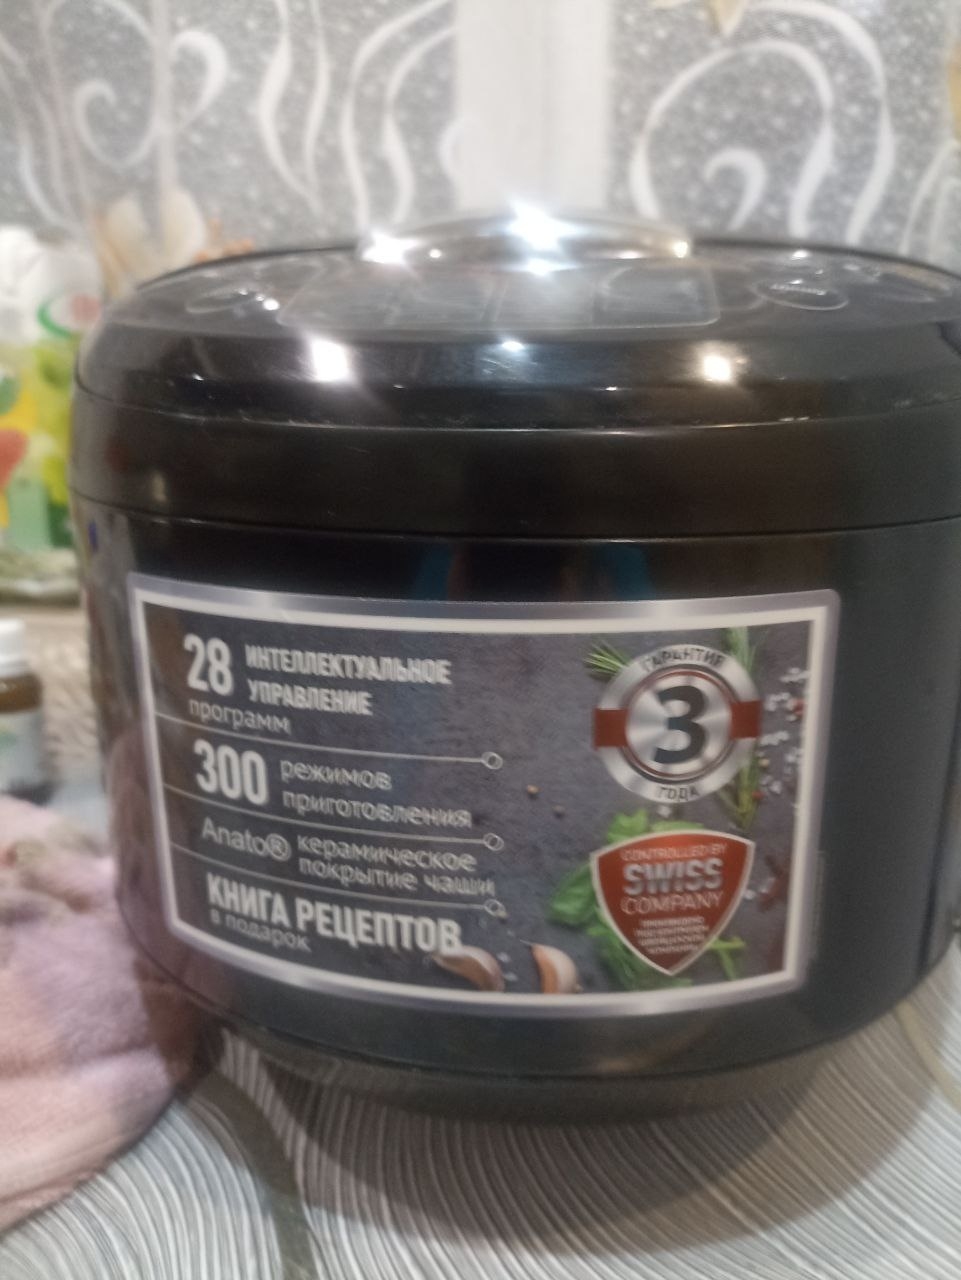 28 ИНТЕЛЛЕКТУАЛЬНОЕ
УПРАВЛЕНИЕ
программ
300 режимов
приготовления
Anato® керамическое
покрытие чаши
КНИГА РЕЦЕПТОВ
в подарок
ГАРАНТИЯ
3
ГОДА
CONTROLLED BY
SWISS
COMPANY